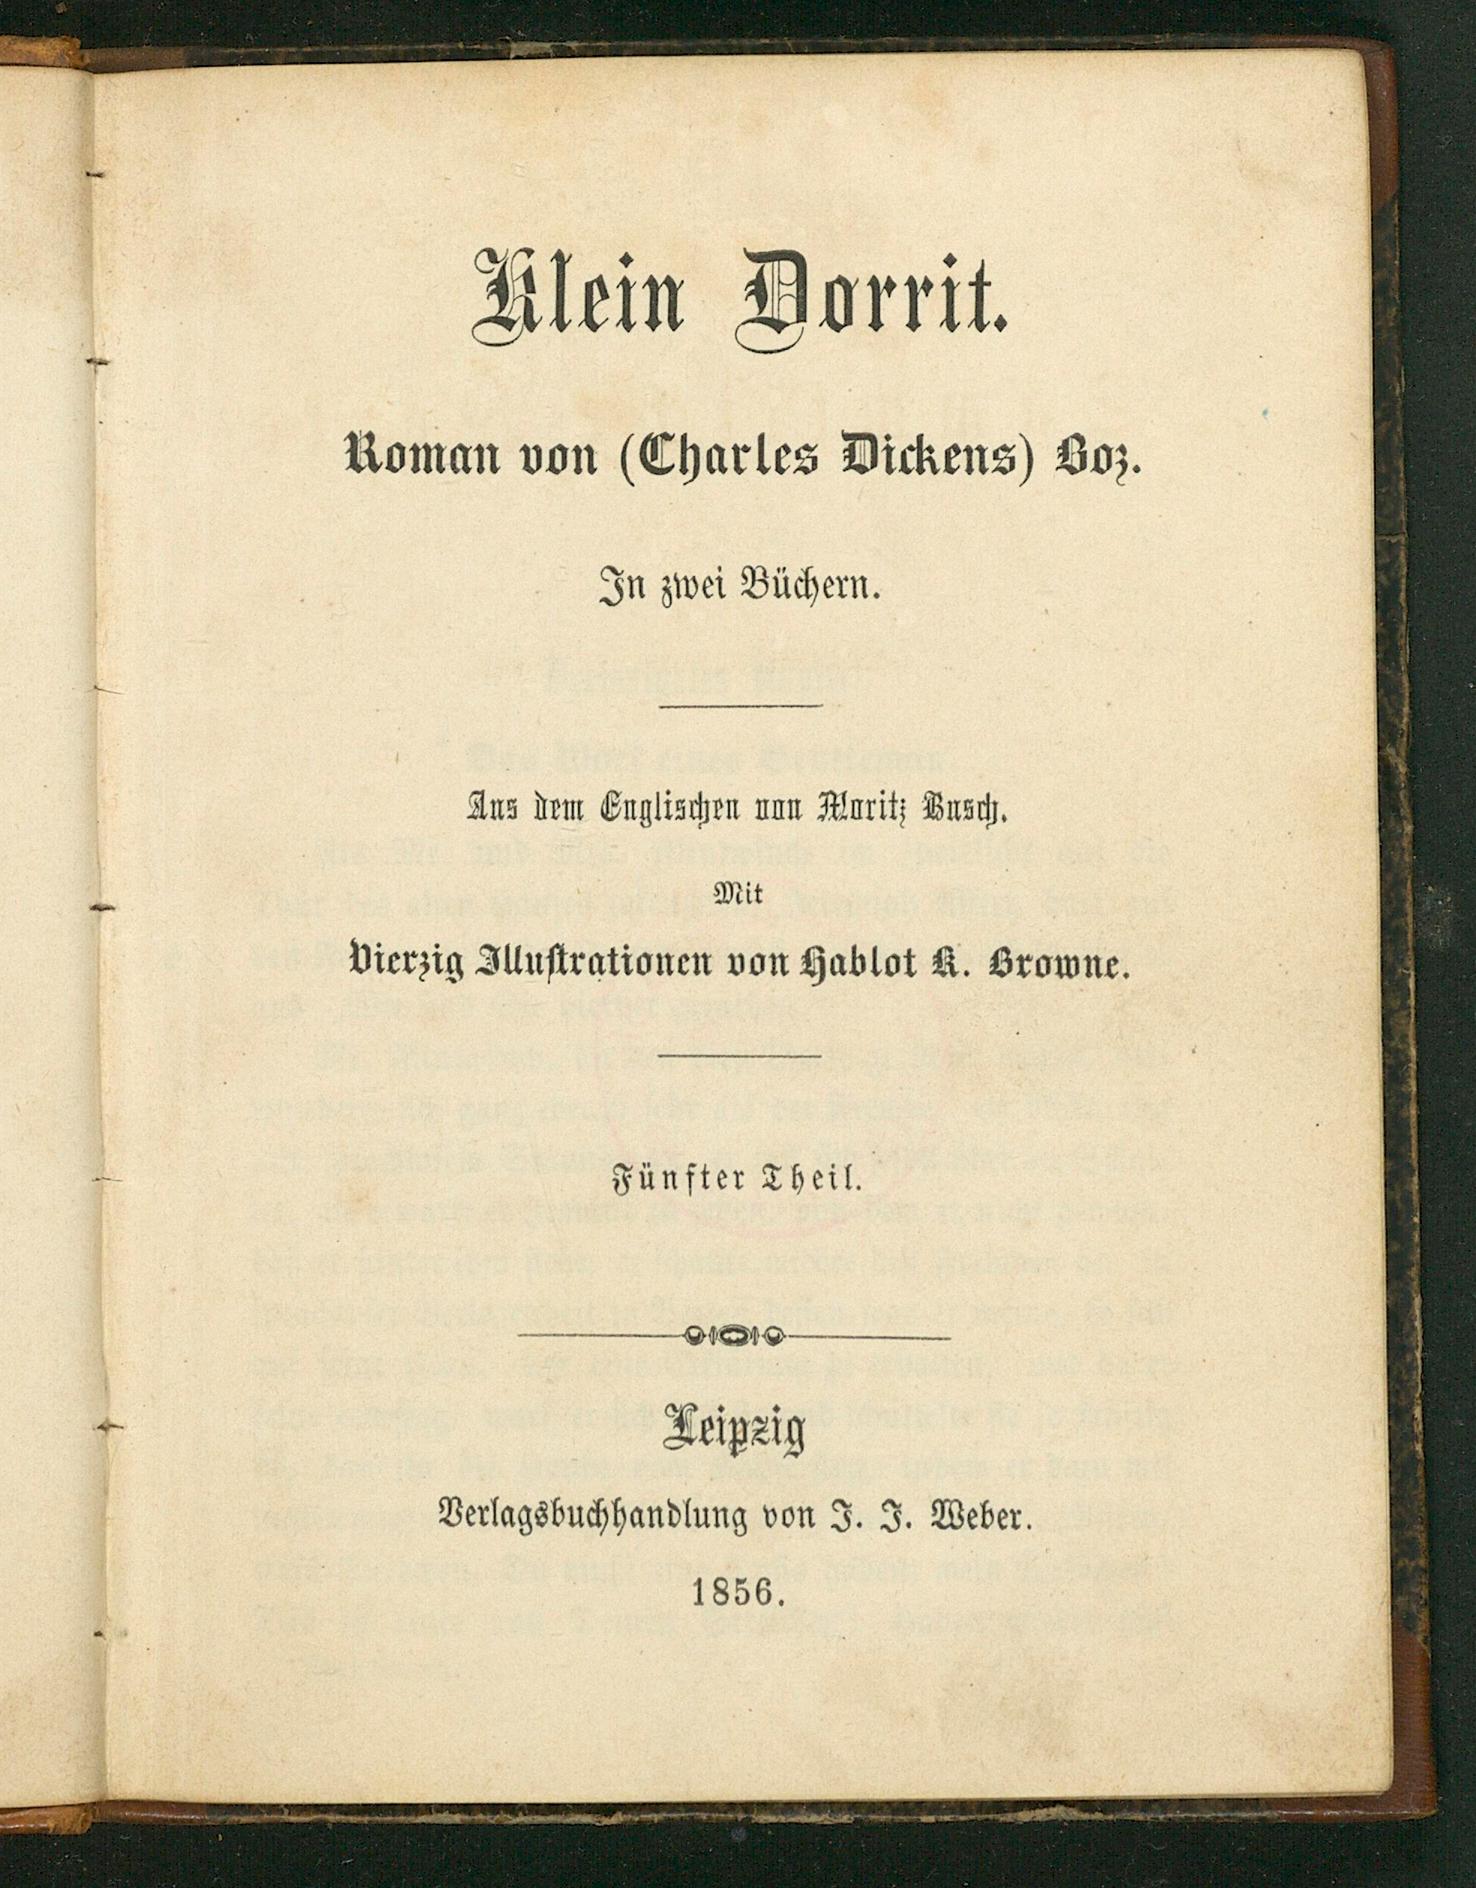 Klein Dorrit.
Roman von (Charles Dickens) Boz.
In zwei Büchern.
Aus dem Englischen von Moritz Busch.
Mit
Vierzig Illustrationen von Hablot K. Browne.
Fünfter Theil.
Leipzig
Verlagsbuchhandlung von J. J. Weber.
1856.